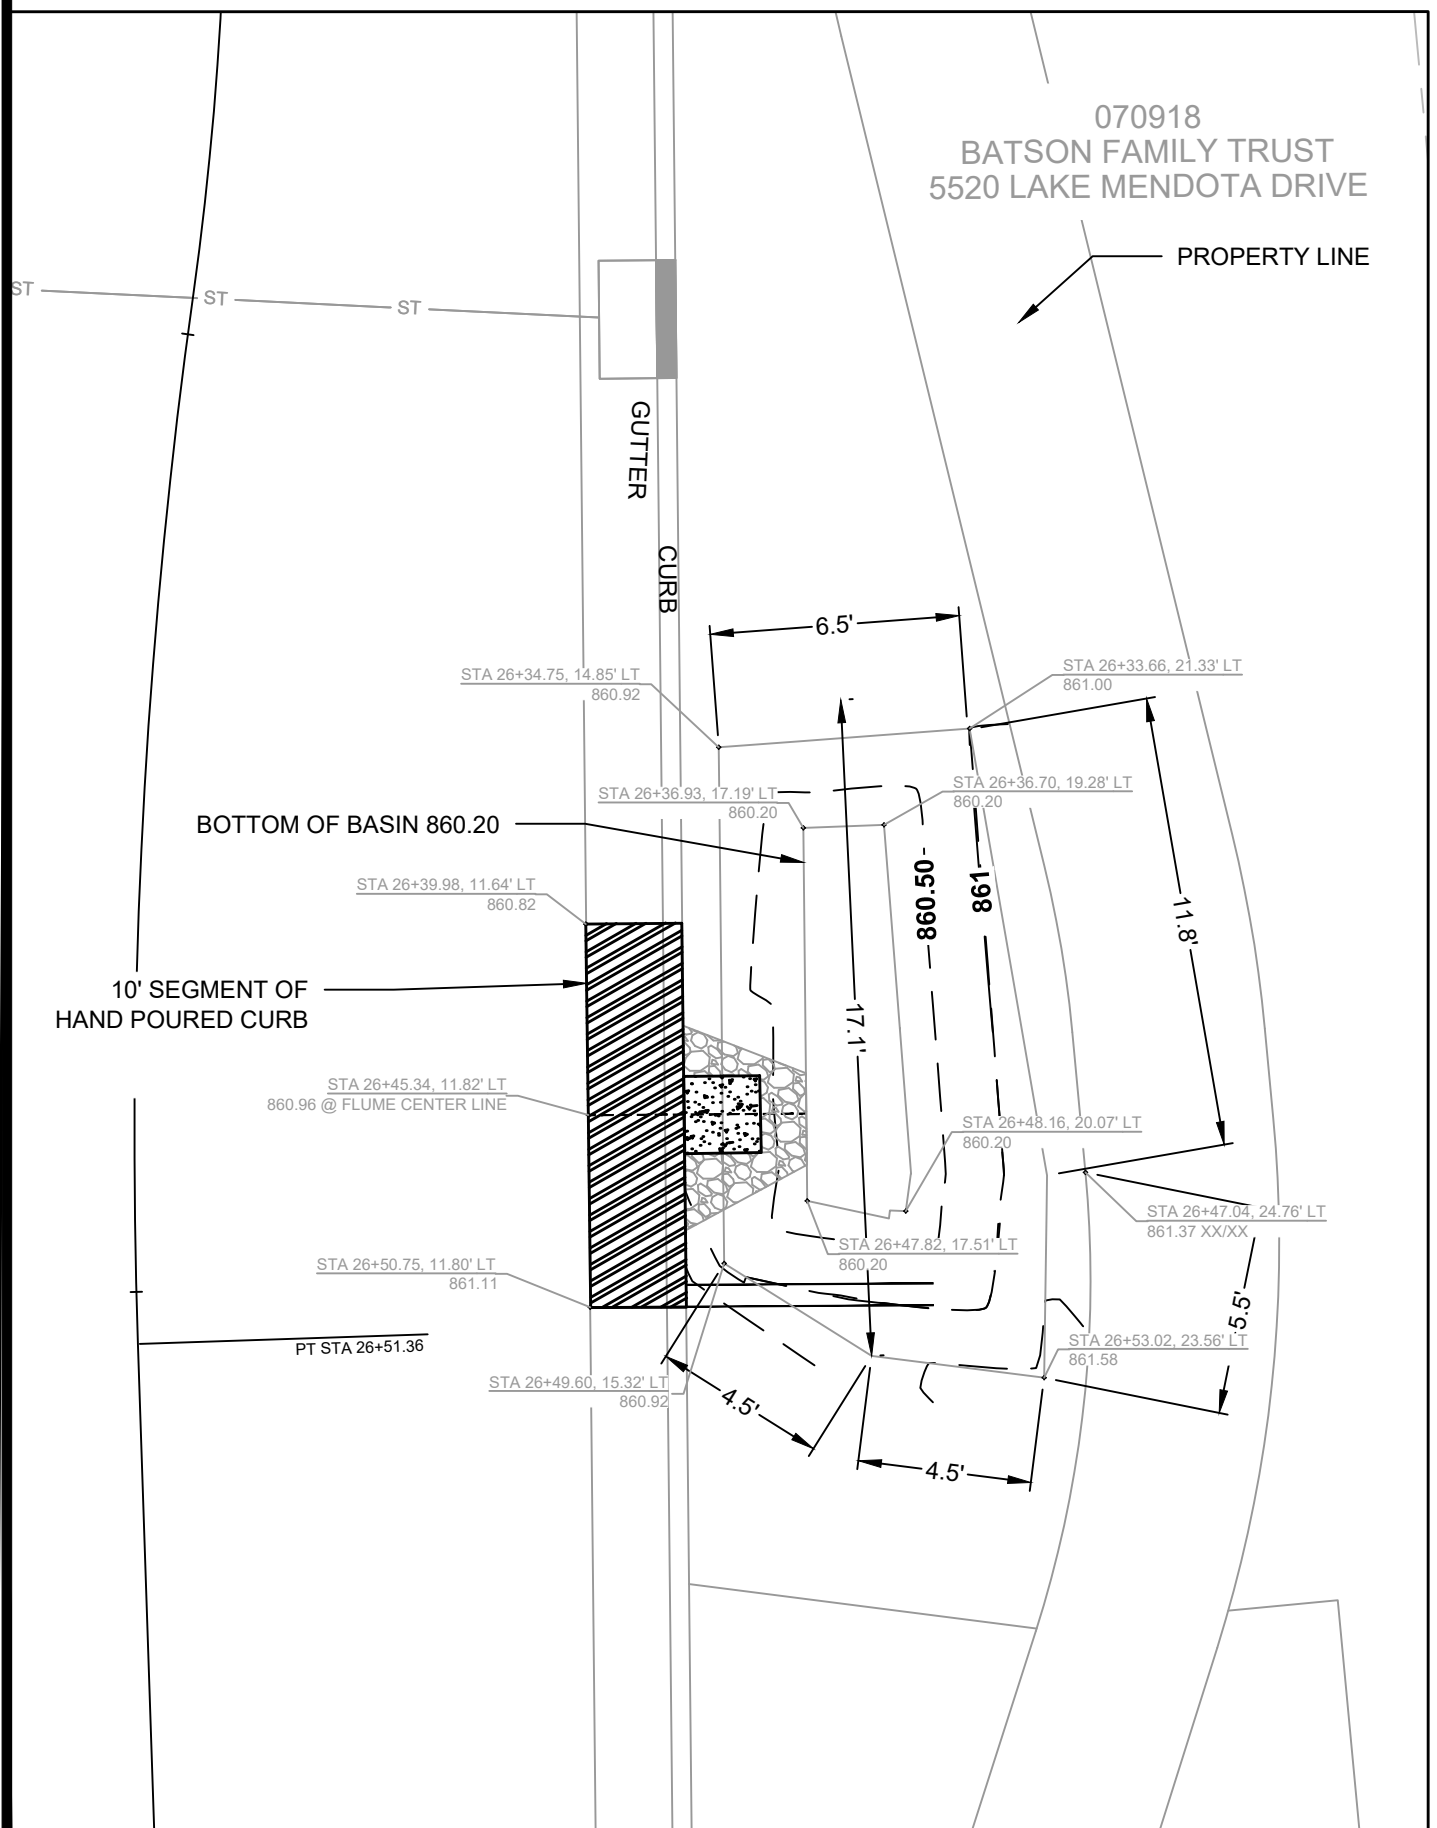 070918
BATSON FAMILY TRUST
5520 LAKE MENDOTA DRIVE
PROPERTY LINE
ST
ST
ST
GUTTER
CURB
6.5'
STA 26+34.75, 14.85' LT
860.92
STA 26+33.66, 21.33' LT
861.00
STA 26+36.93, 17.19' LT
860.20
STA 26+36.70, 19.28' LT
860.20
BOTTOM OF BASIN 860.20
860.50
861
11.8'
STA 26+39.98, 11.64' LT
860.82
10' SEGMENT OF
HAND POURED CURB
17.1'
STA 26+45.34, 11.82' LT
860.96 @ FLUME CENTER LINE
STA 26+48.16, 20.07' LT
860.20
STA 26+47.04, 24.76' LT
861.37 XX/XX
STA 26+47.82, 17.51' LT
860.20
STA 26+50.75, 11.80' LT
861.11
5.5'
PT STA 26+51.36
STA 26+53.02, 23.56' LT
861.58
STA 26+49.60, 15.32' LT
860.92
4.5'
4.5'